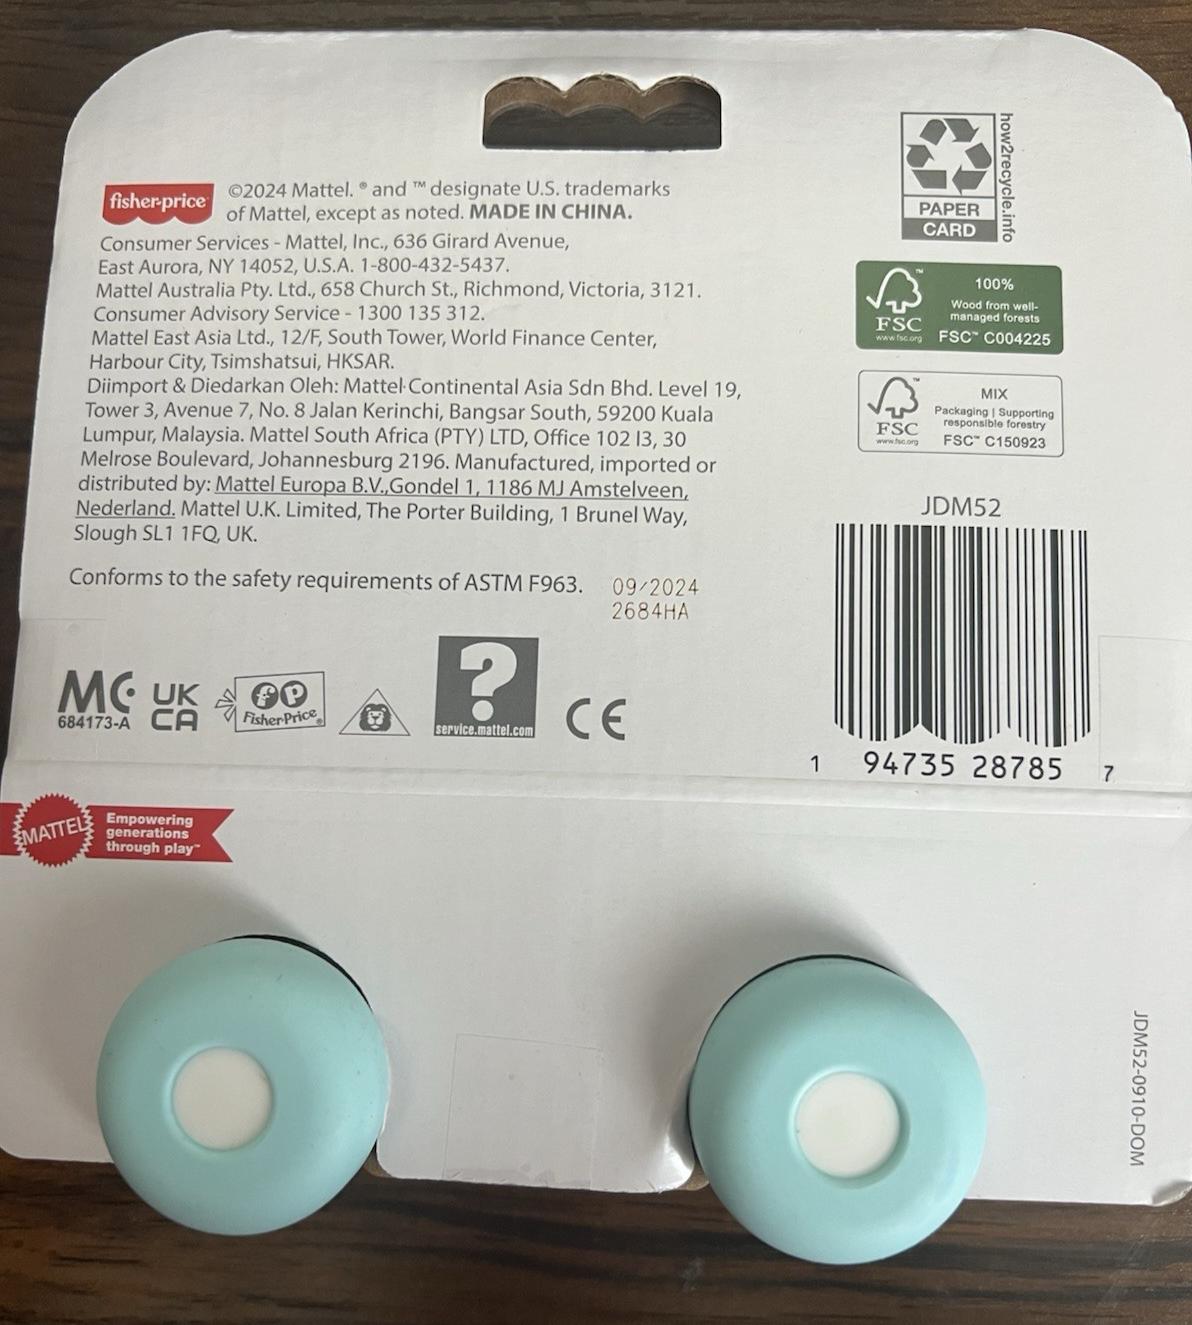 fisher-price
©2024 Mattel. ® and ™ designate U.S. trademarks
of Mattel, except as noted. MADE IN CHINA.
Consumer Services - Mattel, Inc., 636 Girard Avenue,
East Aurora, NY 14052, U.S.A. 1-800-432-5437.
Mattel Australia Pty. Ltd., 658 Church St., Richmond, Victoria, 3121.
Consumer Advisory Service - 1300 135 312.
Mattel East Asia Ltd., 12/F, South Tower, World Finance Center,
Harbour City, Tsimshatsui, HKSAR.
Diimport & Diedarkan Oleh: Mattel Continental Asia Sdn Bhd. Level 19,
Tower 3, Avenue 7, No. 8 Jalan Kerinchi, Bangsar South, 59200 Kuala
Lumpur, Malaysia. Mattel South Africa (PTY) LTD, Office 102 I3, 30
Melrose Boulevard, Johannesburg 2196. Manufactured, imported or
distributed by: Mattel Europa B.V.,Gondel 1, 1186 MJ Amstelveen,
Nederland. Mattel U.K. Limited, The Porter Building, 1 Brunel Way,
Slough SL1 1FQ, UK.
Conforms to the safety requirements of ASTM F963.
09/2024
2684HA
MC
684173-A
UK
CA
fp
Fisher-Price®
?
service.mattel.com
CE
PAPER
CARD
how2recycle.info
FSC™
www.fsc.org
100%
Wood from well-
managed forests
FSC™ C004225
FSC™
www.fsc.org
MIX
Packaging | Supporting
responsible forestry
FSC™ C150923
JDM52
1 94735 28785 7
MATTEL
Empowering
generations
through play™
JDM52-0910-DOM